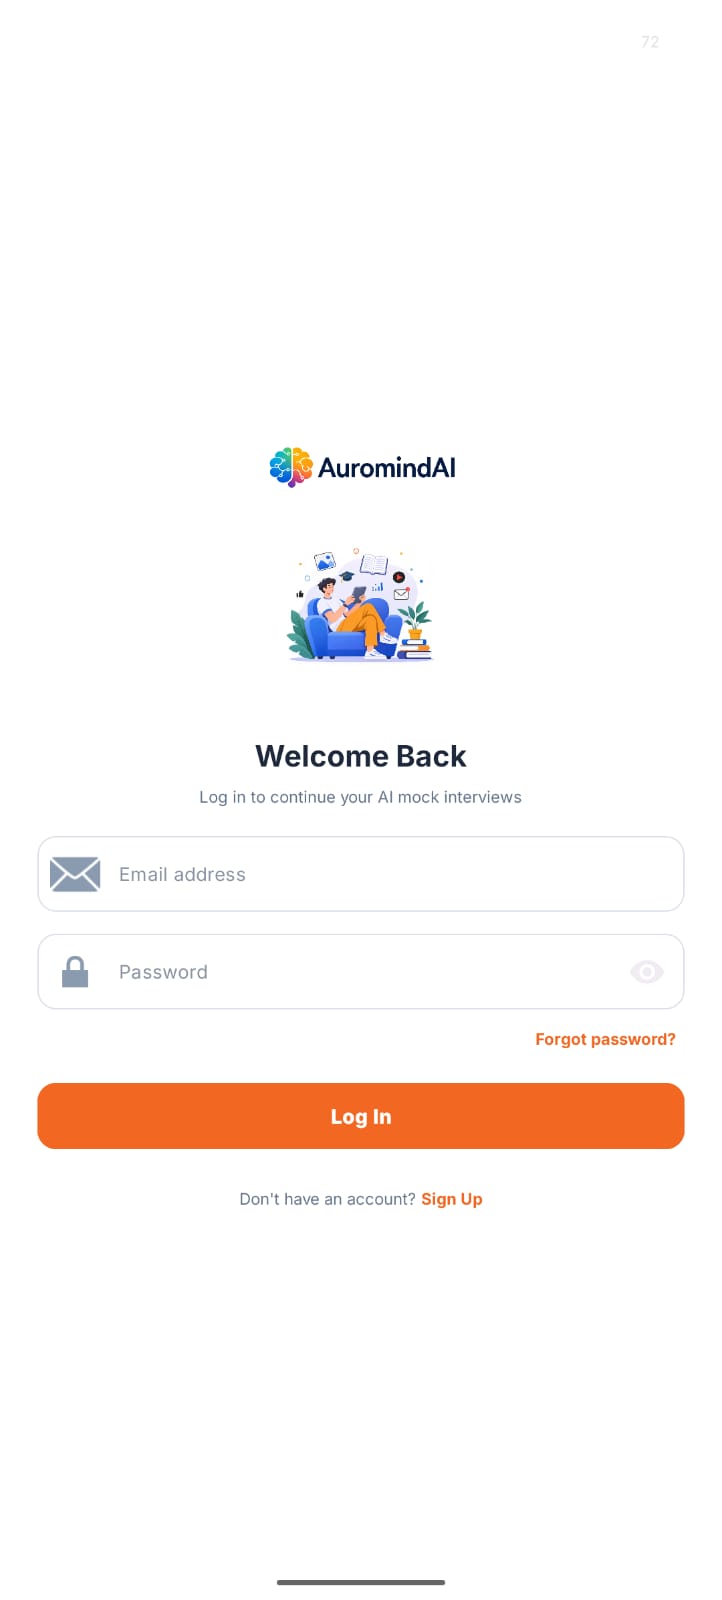 72
AuromindAI
Welcome Back
Log in to continue your AI mock interviews
Email address
Password
Forgot password?
Log In
Don't have an account? Sign Up